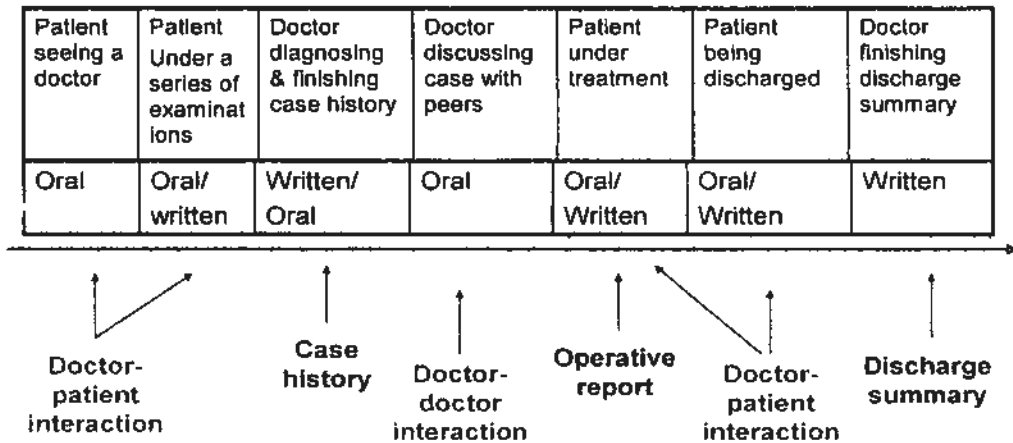 Patient
seeing a
doctor
Patient
Under a
series of
examinat
ions
Doctor
diagnosing
& finishing
case history
Doctor
discussing
case with
peers
Patient
under
treatment
Patient
being
discharged
Doctor
finishing
discharge
summary
Oral
Oral/
written
Written/
Oral
Oral
Oral/
Written
Oral/
Written
Written
Doctor-
patient
interaction
Case
history
Doctor-
doctor
interaction
Operative
report
Doctor-
patient
interaction
Discharge
summary